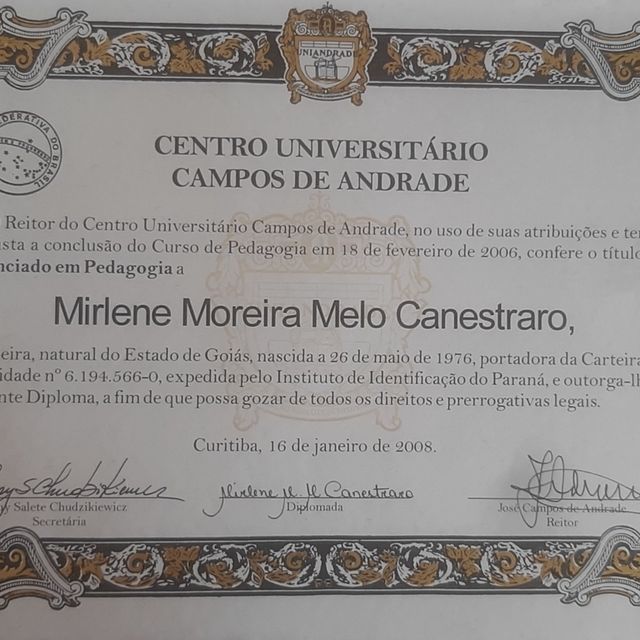 UNIANDRADE
FEDERATIVA DO BRASIL
CENTRO UNIVERSITÁRIO
CAMPOS DE ANDRADE
Reitor do Centro Universitário Campos de Andrade, no uso de suas atribuições e te
sta a conclusão do Curso de Pedagogia em 18 de fevereiro de 2006, confere o título
nciado em Pedagogia a
Mirlene Moreira Melo Canestraro,
eira, natural do Estado de Goiás, nascida a 26 de maio de 1976, portadora da Carteira
idade nº 6.194.566-0, expedida pelo Instituto de Identificação do Paraná, e outorga-lh
nte Diploma, a fim de que possa gozar de todos os direitos e prerrogativas legais.
Curitiba, 16 de janeiro de 2008.
Mirlene M. M Canestraro
y Salete Chudzikiewicz
Secretária
Diplomada
José Campos de Andrade
Reitor